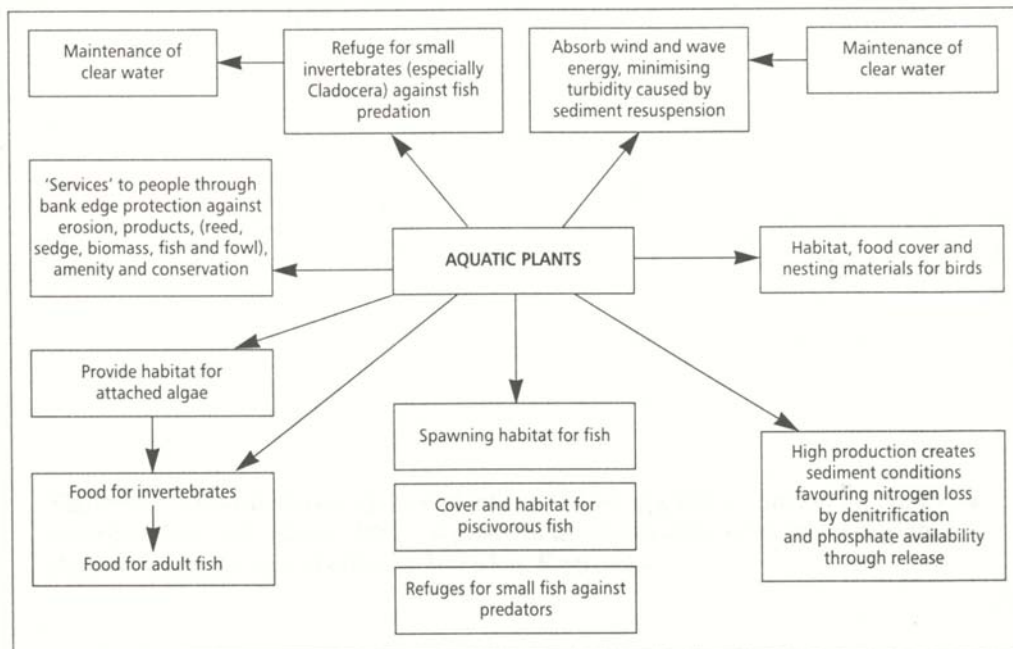 Maintenance of
clear water
Refuge for small
invertebrates (especially
Cladocera) against fish
predation
Absorb wind and wave
energy, minimising
turbidity caused by
sediment resuspension
Maintenance of
clear water
'Services' to people through
bank edge protection against
erosion, products, (reed,
sedge, biomass, fish and fowl),
amenity and conservation
AQUATIC PLANTS
Habitat, food cover and
nesting materials for birds
Provide habitat for
attached algae
Food for invertebrates
Food for adult fish
Spawning habitat for fish
Cover and habitat for
piscivorous fish
Refuges for small fish against
predators
High production creates
sediment conditions
favouring nitrogen loss
by denitrification
and phosphate availability
through release